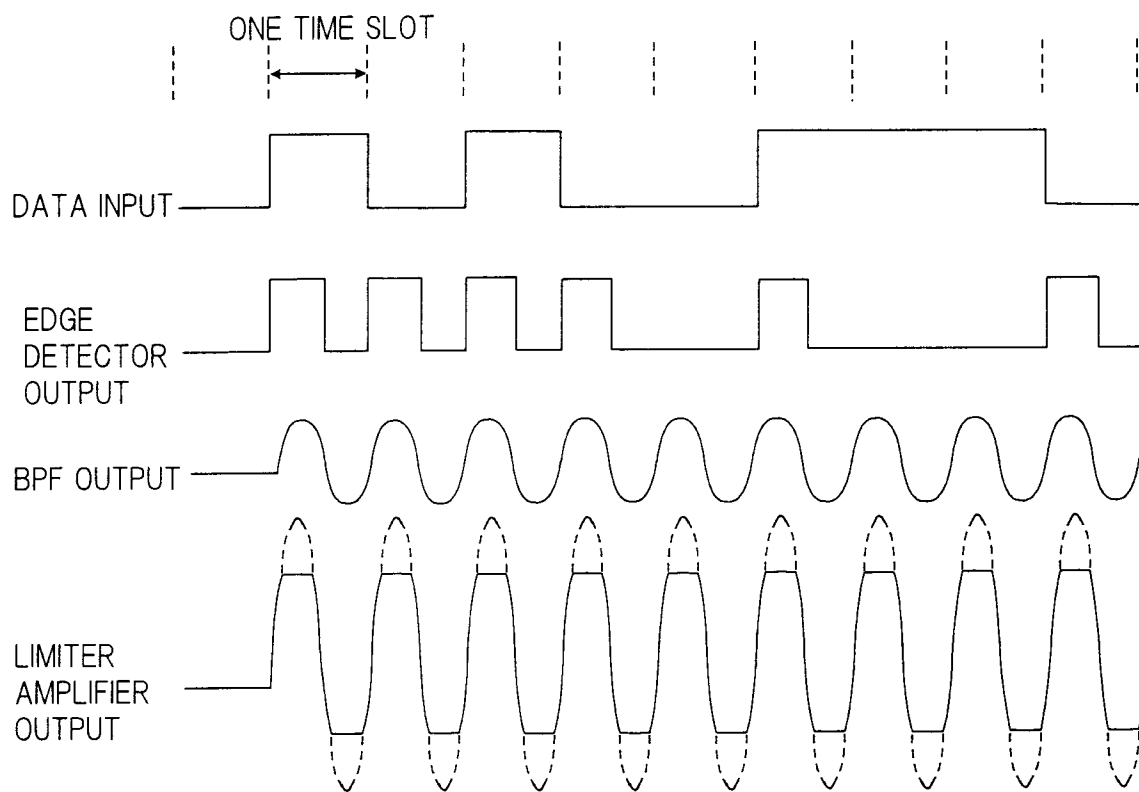 ONE TIME SLOT
DATA INPUT
EDGE
DETECTOR
OUTPUT
BPF OUTPUT
LIMITER
AMPLIFIER
OUTPUT